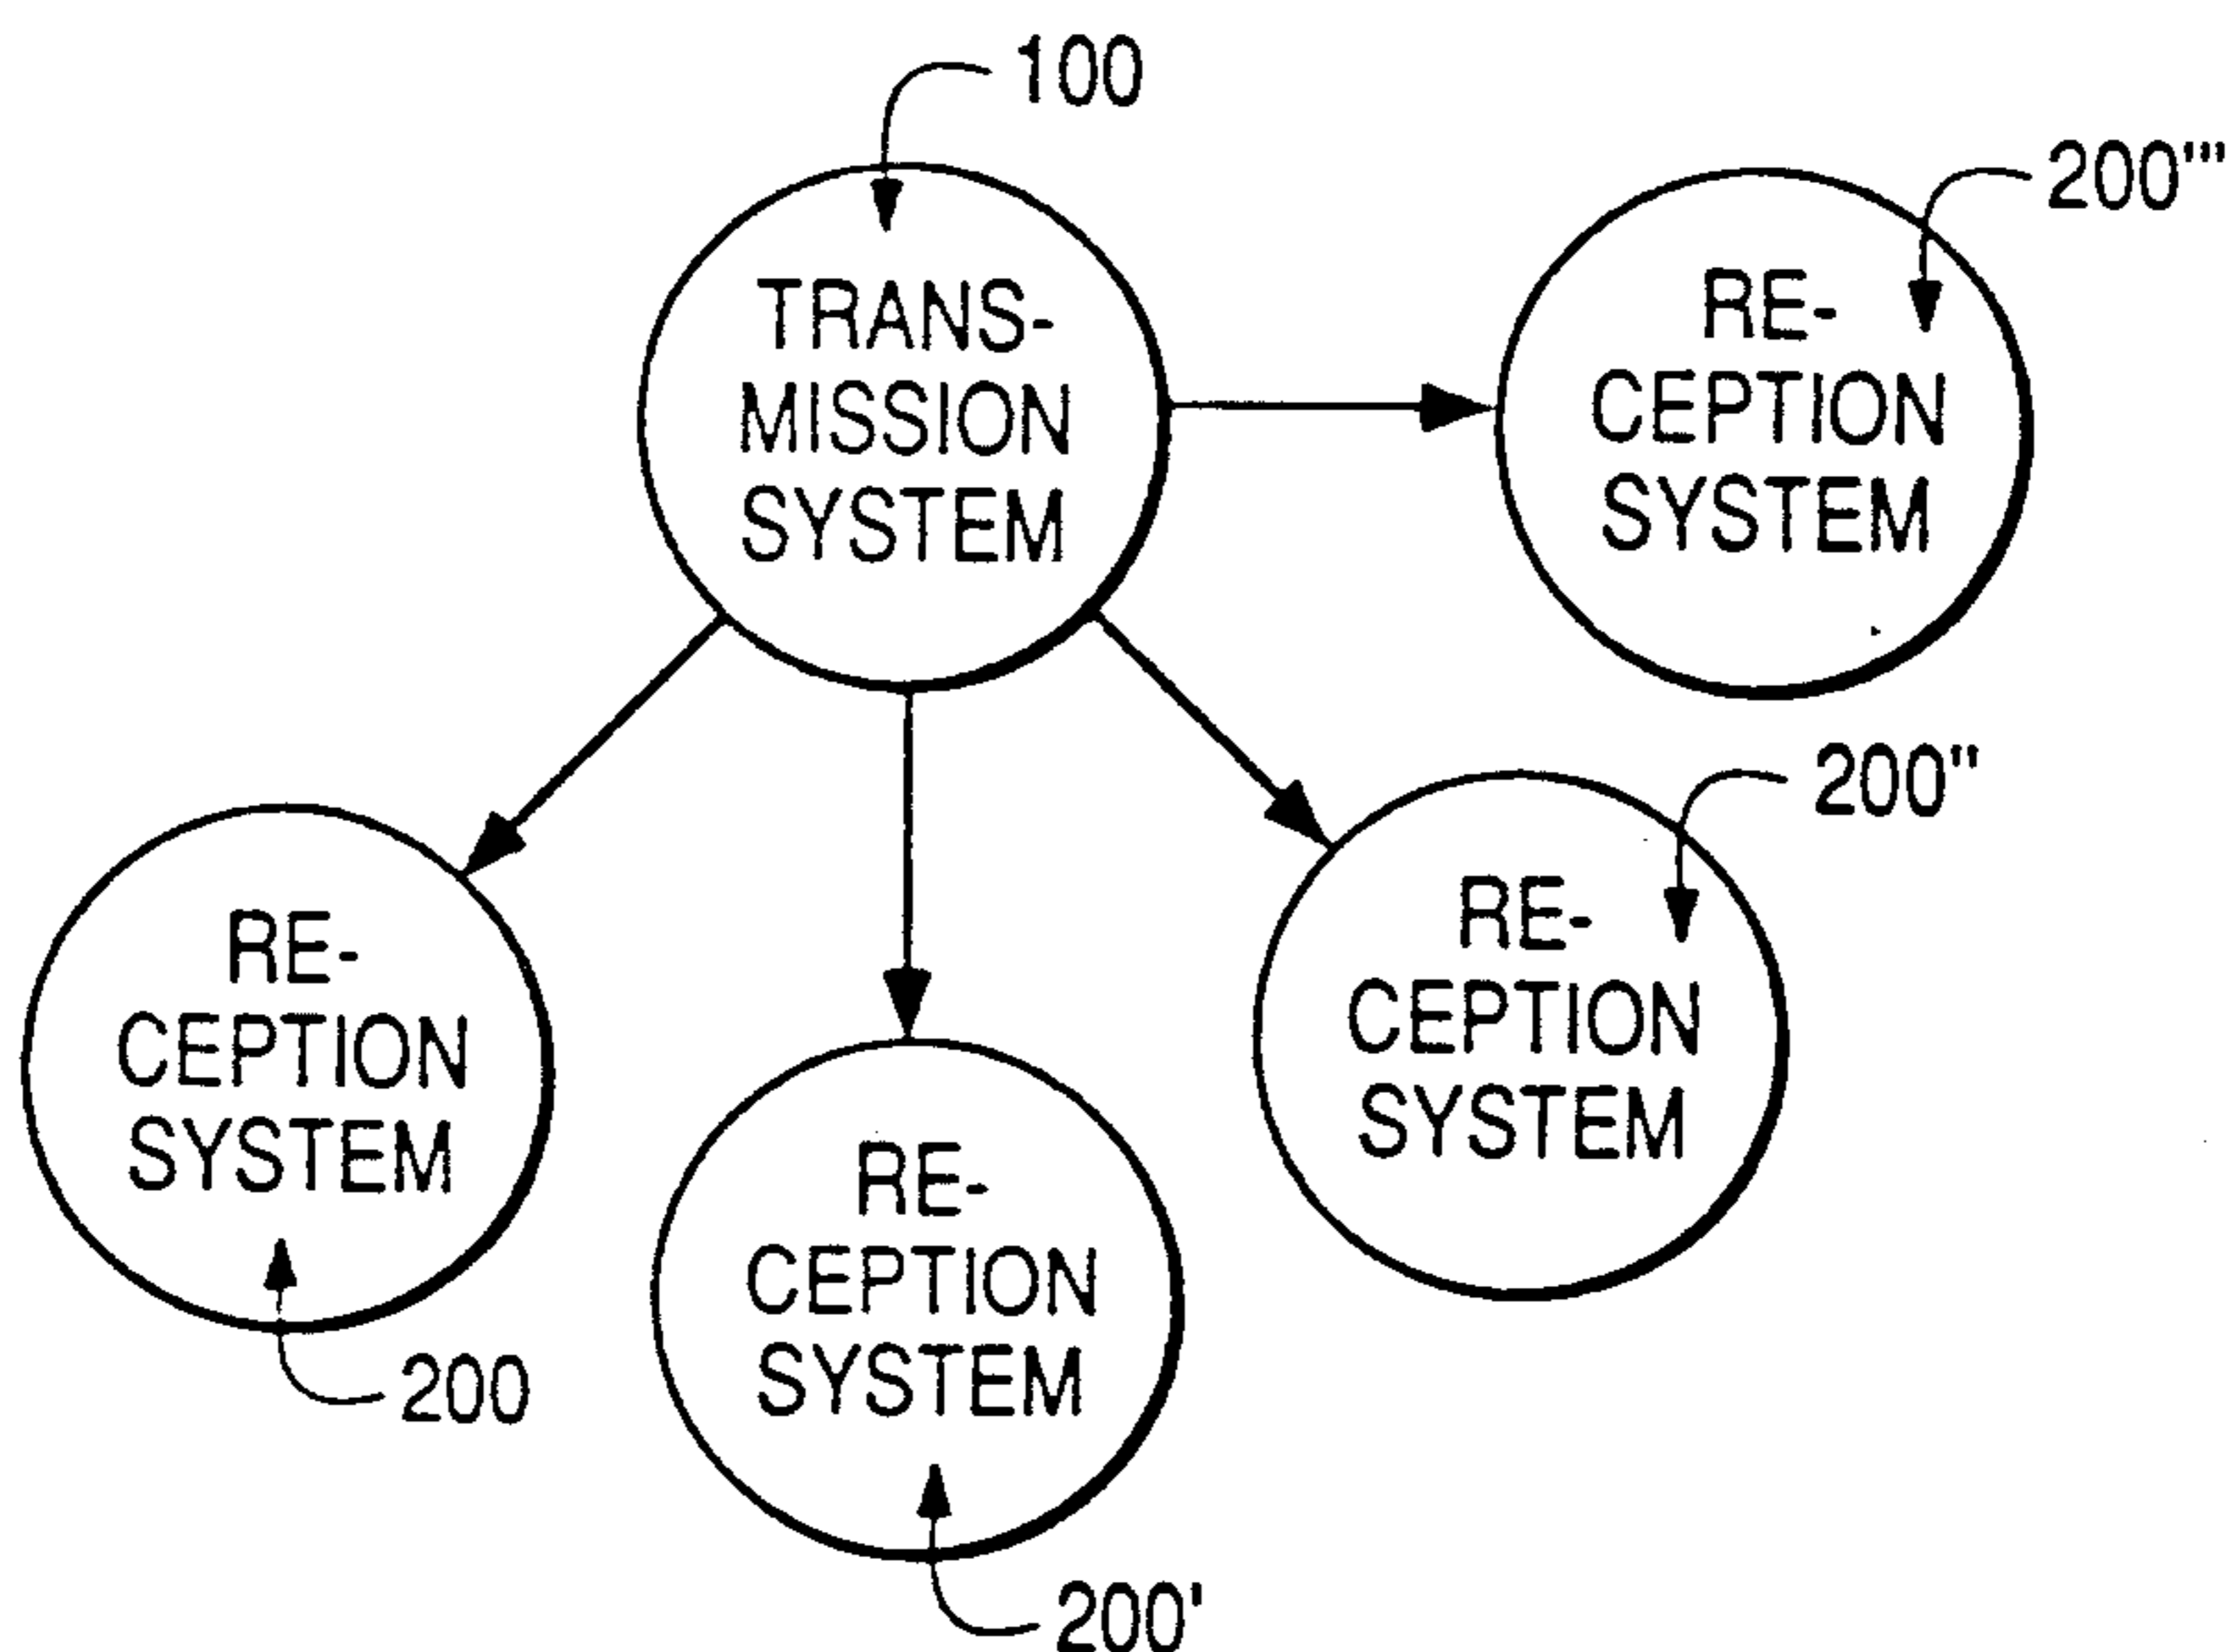 100
TRANS-
MISSION
SYSTEM
200'''
RE-
CEPTION
SYSTEM
200"
RE-
CEPTION
SYSTEM
RE-
CEPTION
SYSTEM
200
RE-
CEPTION
SYSTEM
200'